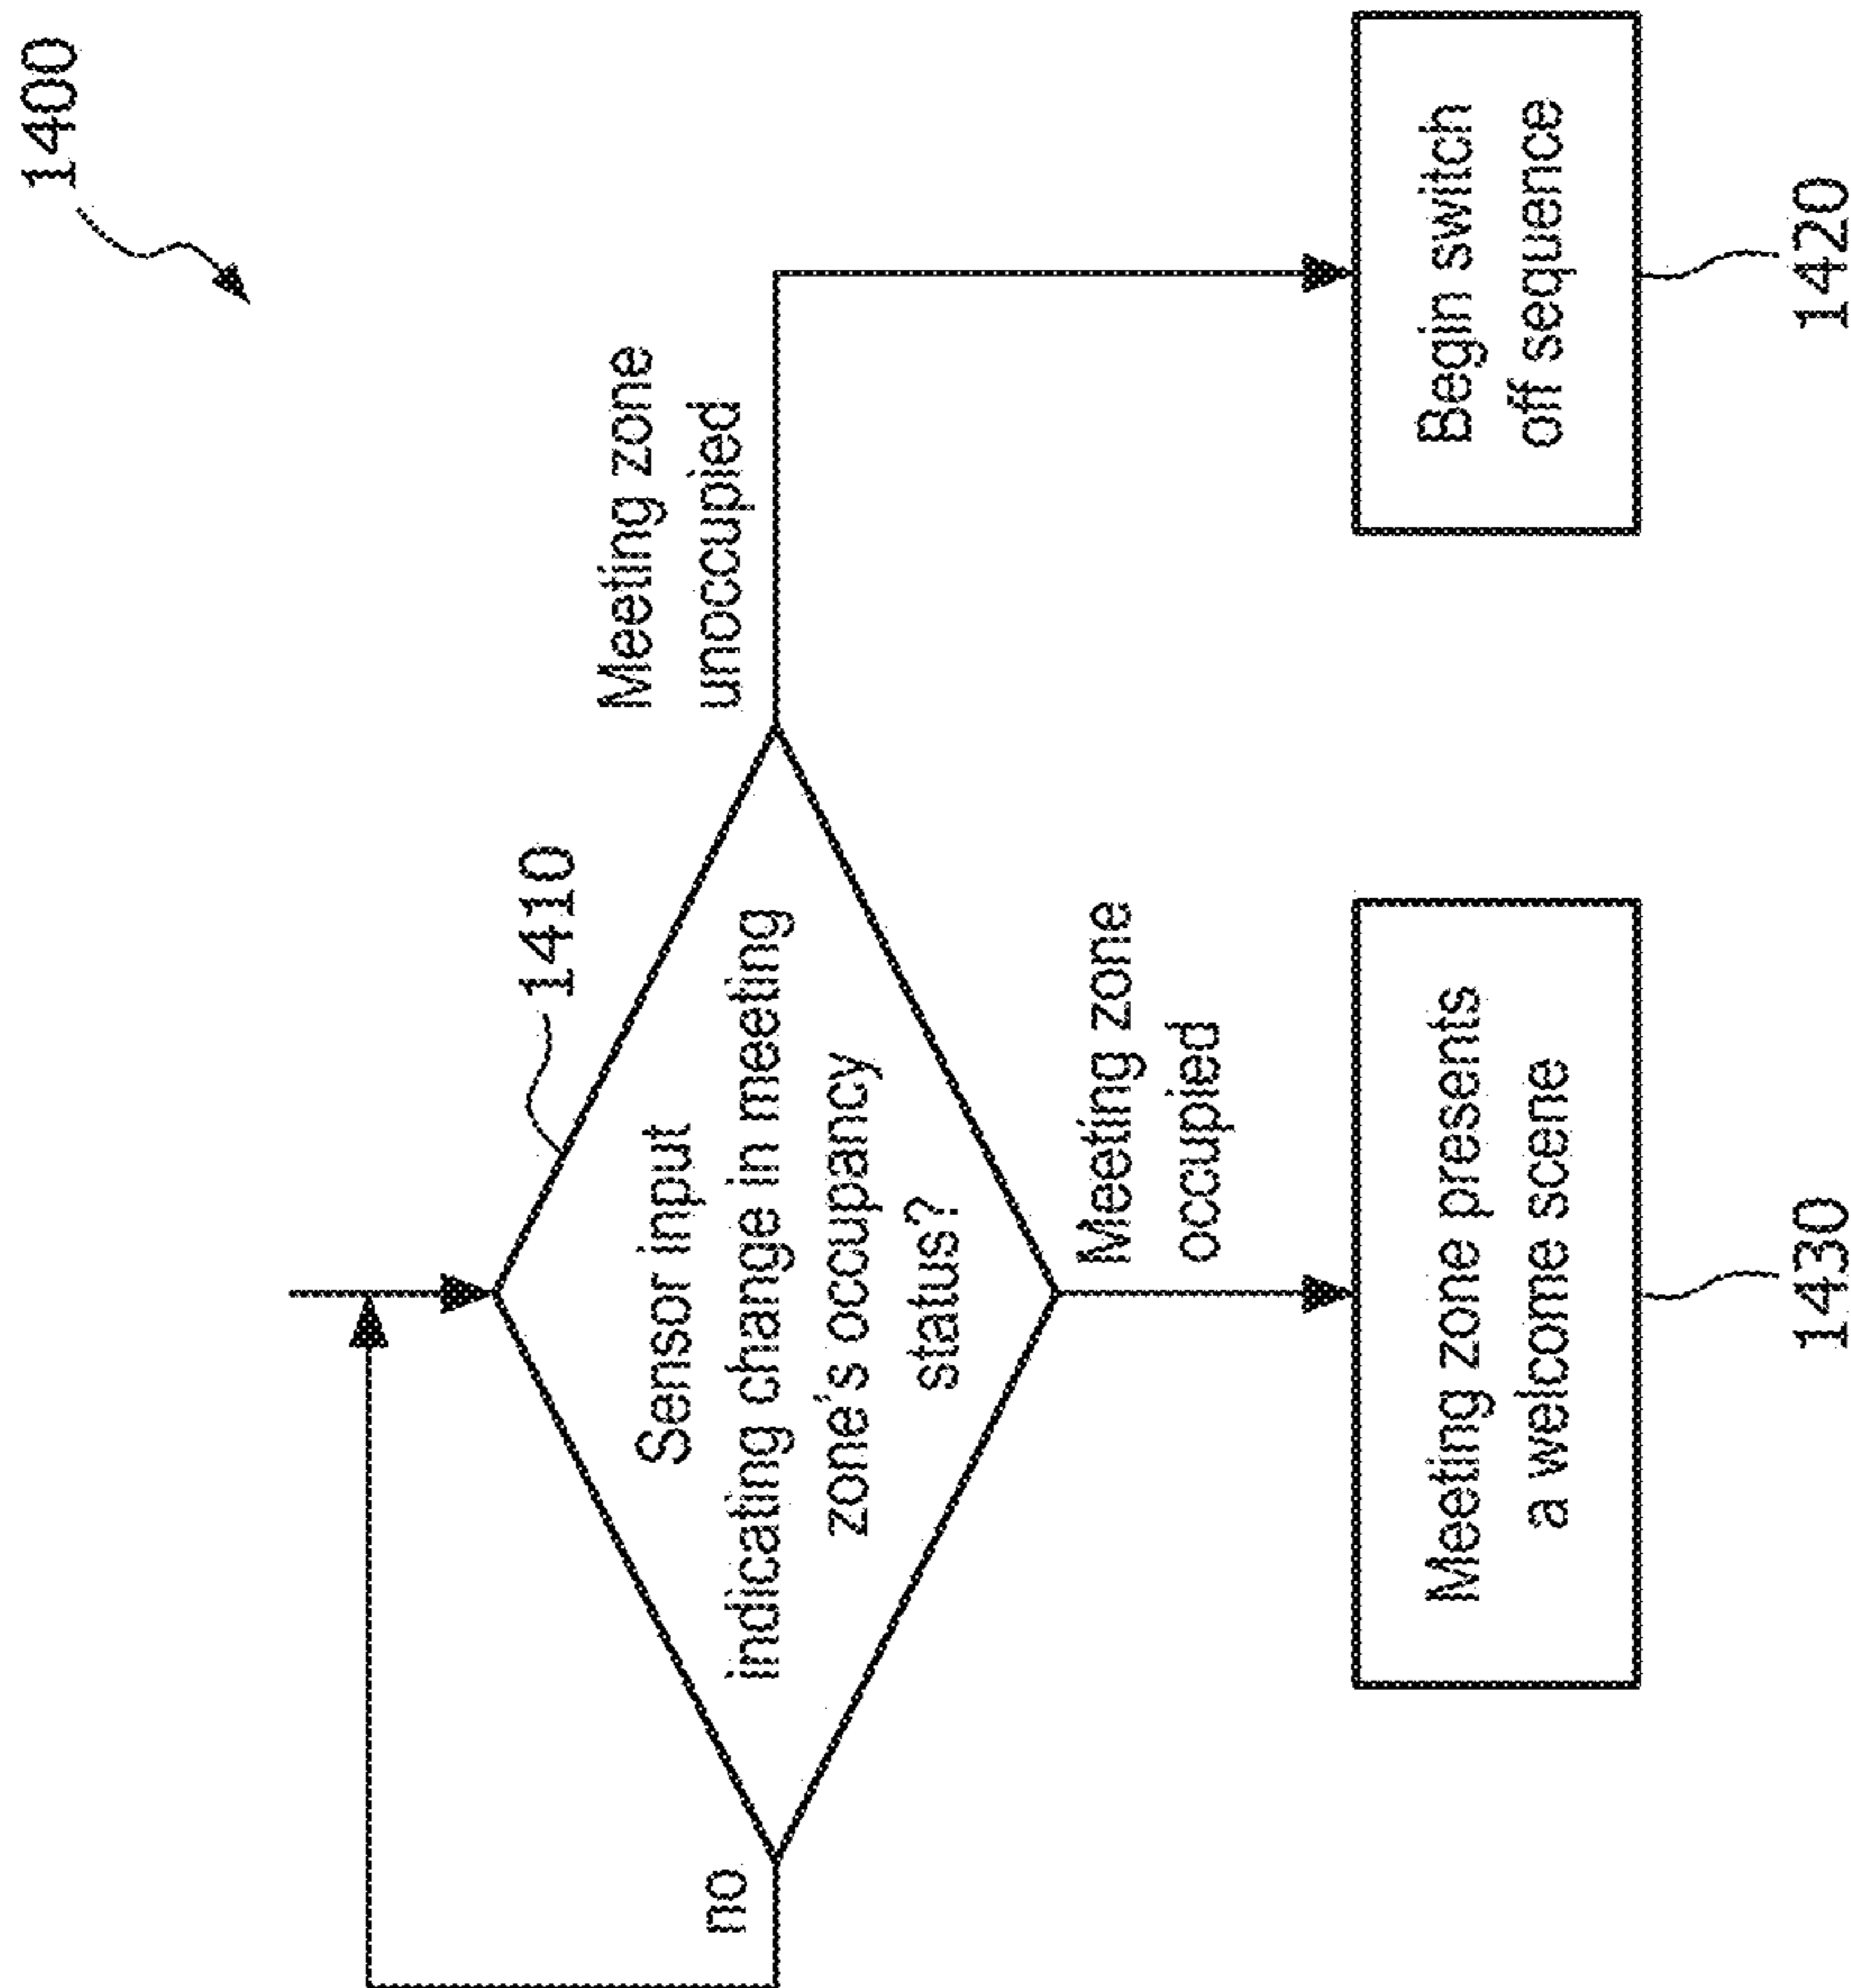 1400
1410
Sensor input
indicating change in meeting
zone's occupancy
status?
no
Meeting zone
unoccupied
Meeting zone
occupied
Meeting zone presents
a welcome scene
1430
Begin switch
off sequence
1420